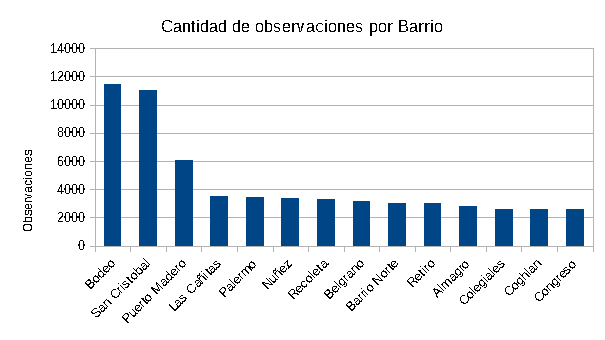 Cantidad de observaciones por Barrio
14000
12000
10000
8000
6000
4000
2000
0
Observaciones
Bodeo
San Cristobal
Puerto Madero
Las Cañitas
Palermo
Nuñez
Recoleta
Belgrano
Barrio Norte
Retiro
Almagro
Colegiales
Coghlan
Congreso